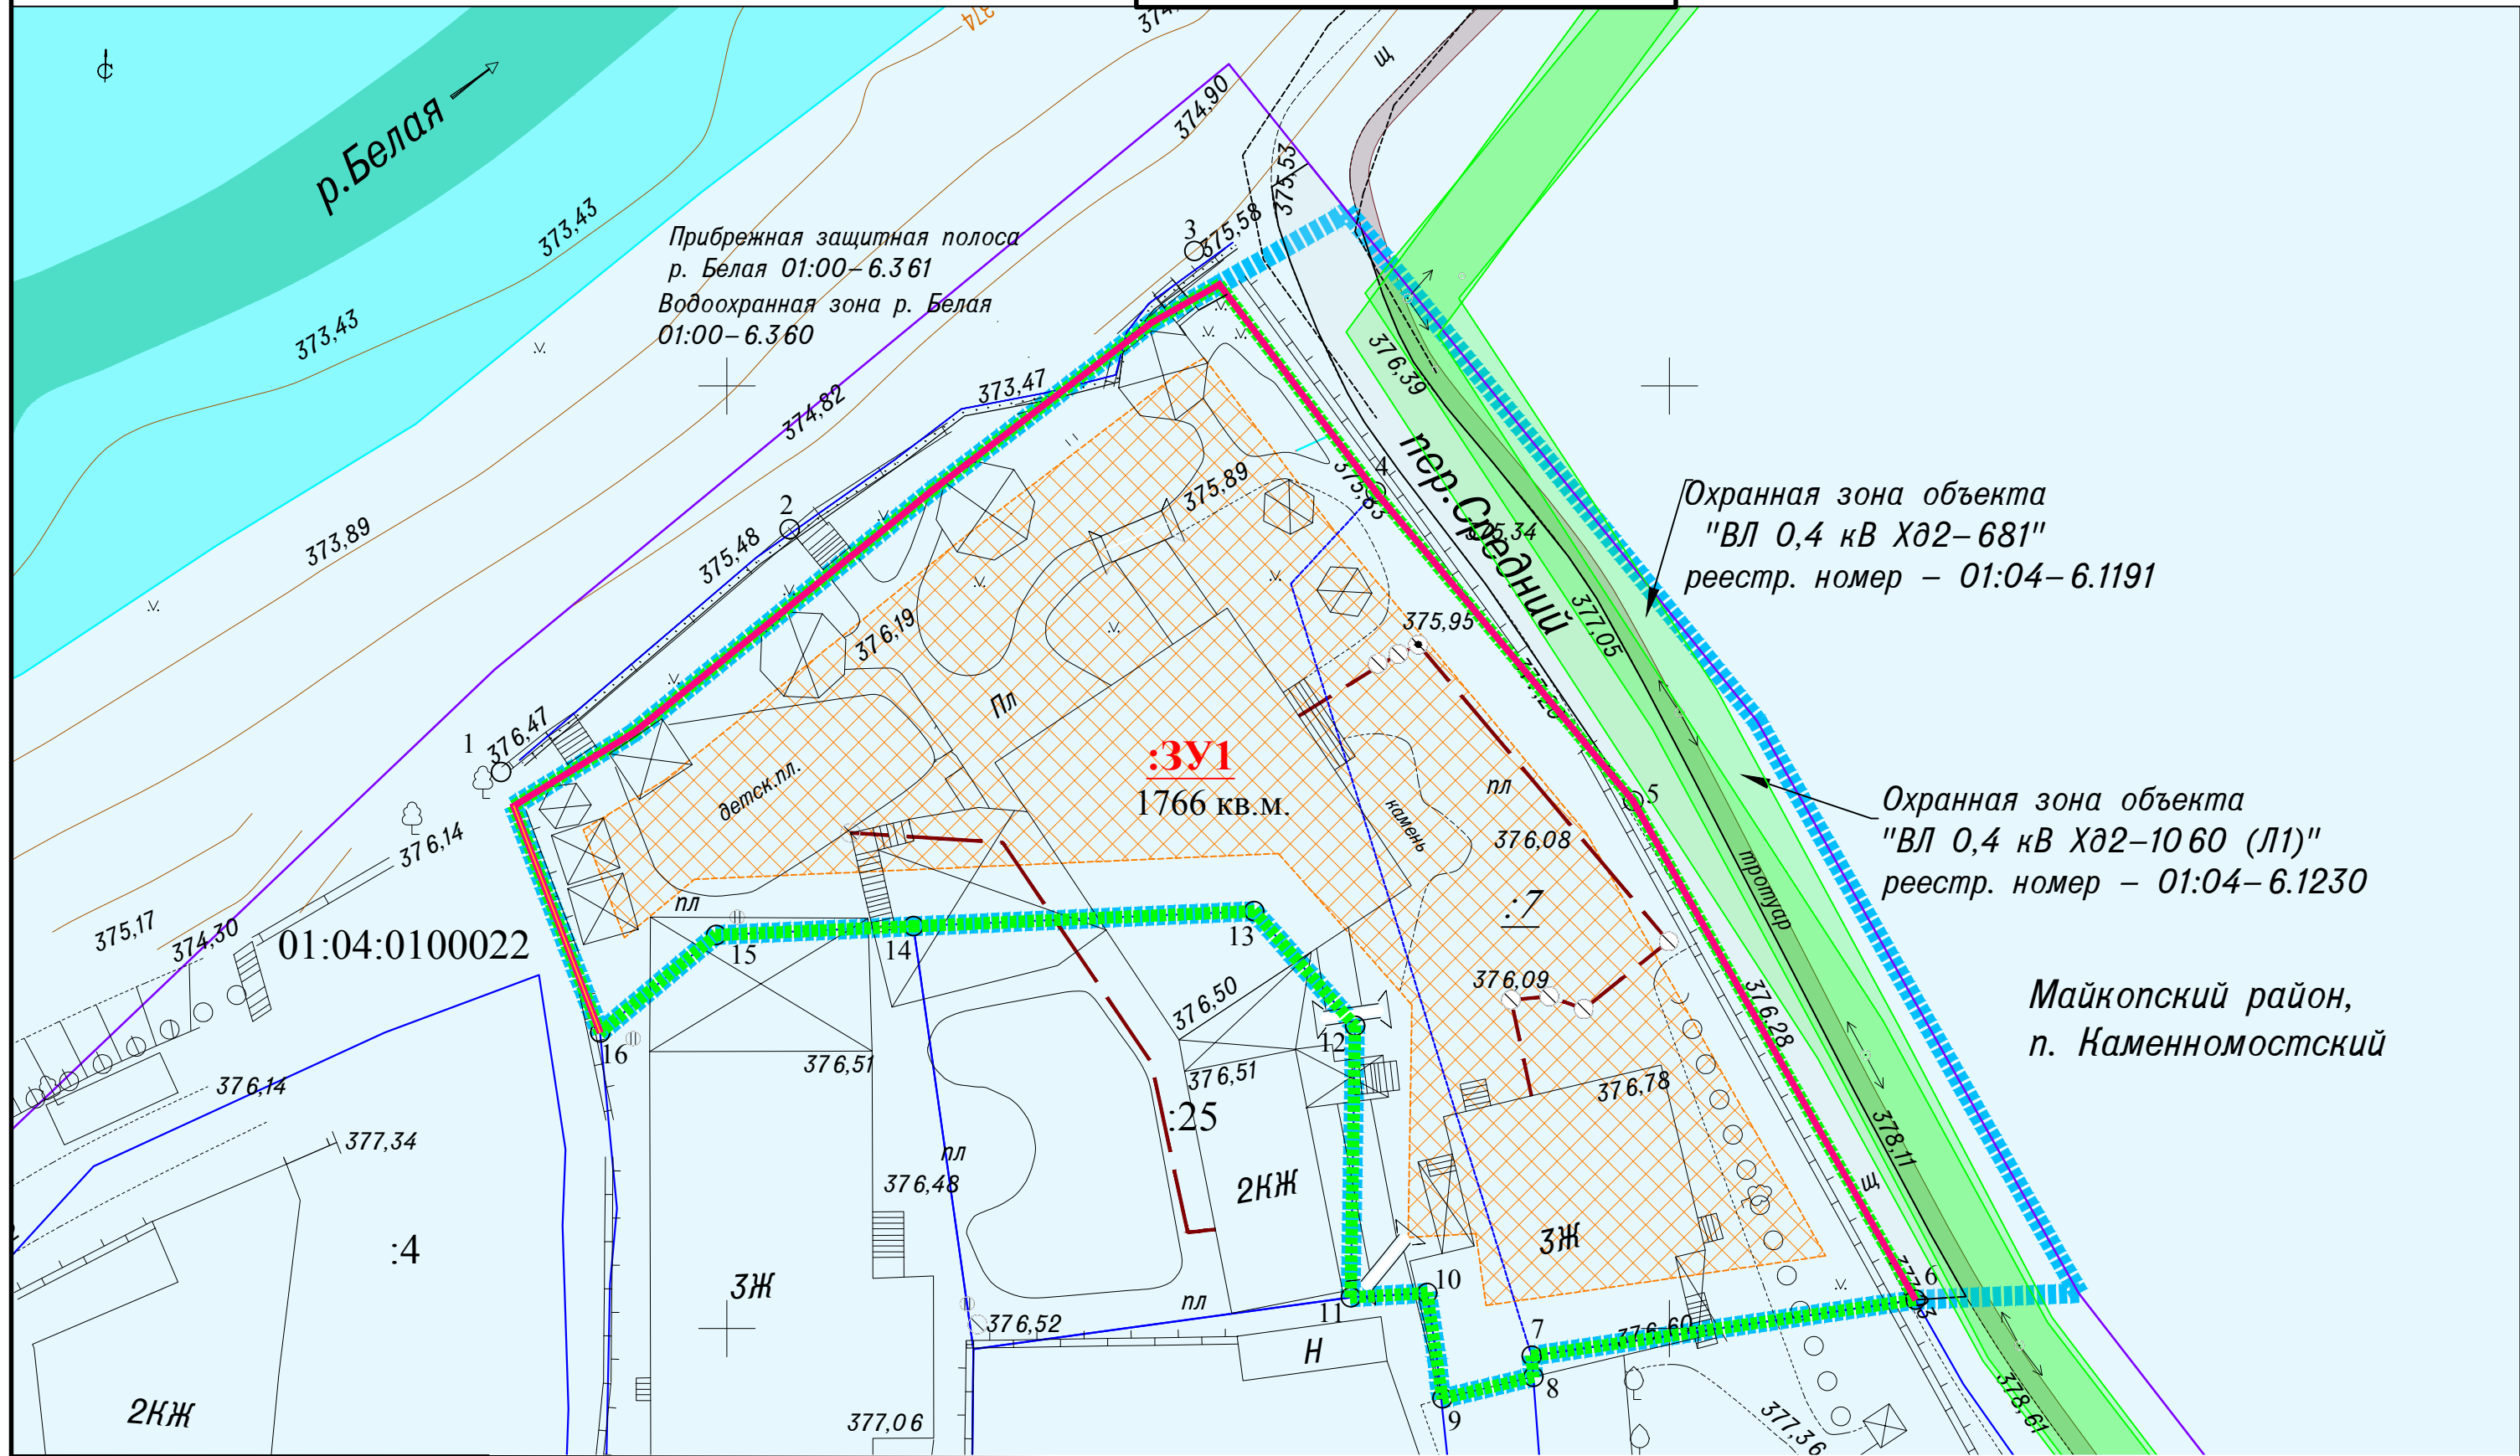 374
С
р.Белая
374,90
375,53
щ
373,43
373,43
Прибрежная защитная полоса
р. Белая 01:00-6.361
Водоохранная зона р. Белая
01:00-6.360
3
375,58
376,39
373,47
374,82
пер.Средний
4
375,83
375,89
Охранная зона объекта
"ВЛ 0,4 кВ Хд2-681"
реестр. номер - 01:04-6.1191
2
375,48
373,89
376,19
375,95
377,05
Пл
1
376,47
:ЗУ1
1766 кв.м.
детск.пл.
камень
пл
376,08
5
Охранная зона объекта
"ВЛ 0,4 кВ Хд2-1060 (Л1)"
реестр. номер - 01:04-6.1230
тротуар
376,14
375,17
374,30
01:04:0100022
пл
15
14
13
:7
376,09
376,50
376,28
Майкопский район,
п. Каменномостский
16
12
376,51
376,51
376,78
376,14
:25
378,11
377,34
пл
376,48
2КЖ
щ
:4
3Ж
3Ж
10
6
11
пл
376,52
7
376,60
Н
8
9
2КЖ
377,06
378,61
377,36